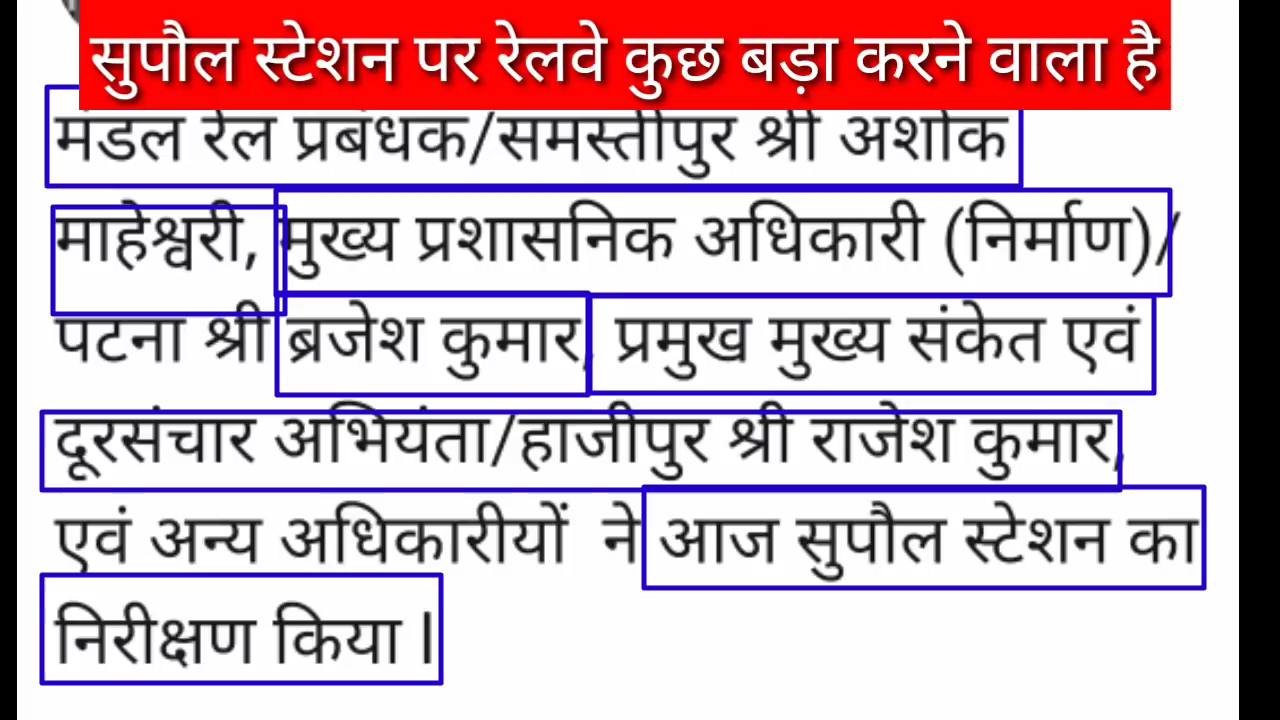 सुपौल स्टेशन पर रेलवे कुछ बड़ा करने वाला है
मंडल रेल प्रबंधक/समस्तीपुर श्री अशोक
माहेश्वरी, मुख्य प्रशासनिक अधिकारी (निर्माण)/
पटना श्री ब्रजेश कुमार, प्रमुख मुख्य संकेत एवं
दूरसंचार अभियंता/हाजीपुर श्री राजेश कुमार,
एवं अन्य अधिकारीयों ने आज सुपौल स्टेशन का
निरीक्षण किया l